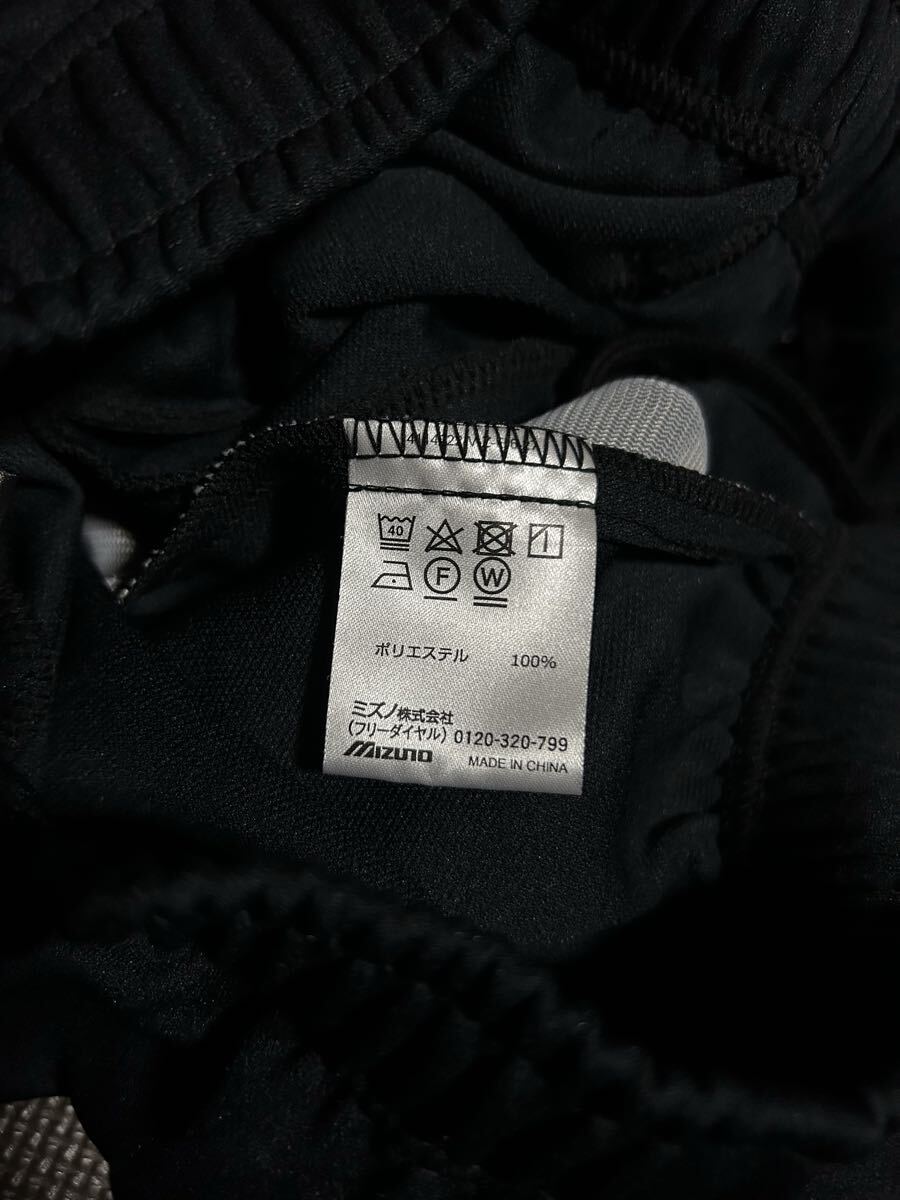 40
F W
ポリエステル 100%
ミズノ株式会社
(フリーダイヤル) 0120-320-799
MIZUNO MADE IN CHINA